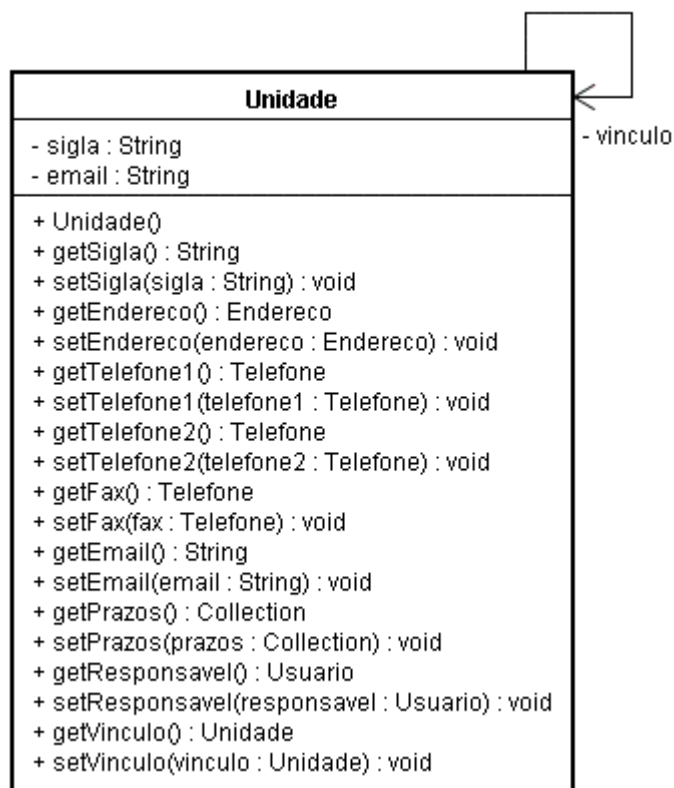 Unidade
- sigla : String
- email : String
- vinculo
+ Unidade()
+ getSigla() : String
+ setSigla(sigla : String) : void
+ getEndereco() : Endereco
+ setEndereco(endereco : Endereco) : void
+ getTelefone1() : Telefone
+ setTelefone1(telefone1 : Telefone) : void
+ getTelefone2() : Telefone
+ setTelefone2(telefone2 : Telefone) : void
+ getFax() : Telefone
+ setFax(fax : Telefone) : void
+ getEmail() : String
+ setEmail(email : String) : void
+ getPrazos() : Collection
+ setPrazos(prazos : Collection) : void
+ getResponsavel() : Usuario
+ setResponsavel(responsavel : Usuario) : void
+ getVinculo() : Unidade
+ setVinculo(vinculo : Unidade) : void